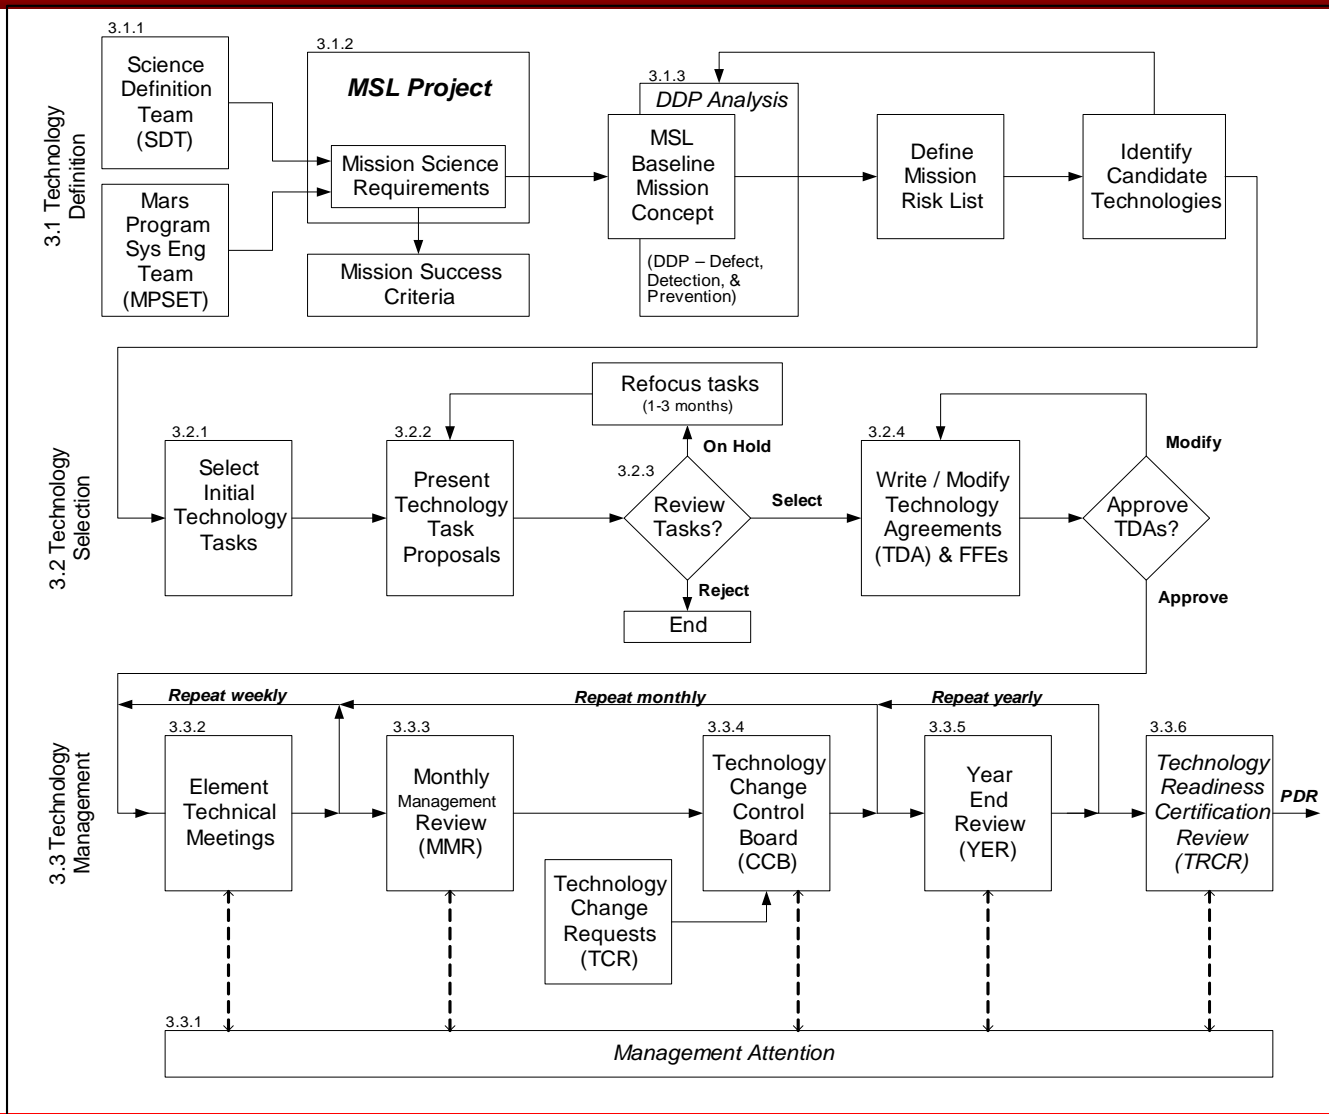 3.1 Technology
Definition
3.1.1
Science
Definition
Team
(SDT)
Mars
Program
Sys Eng
Team
(MPSET)
3.1.2
MSL Project
Mission Science
Requirements
Mission Success
Criteria
3.1.3
DDP Analysis
MSL
Baseline
Mission
Concept
(DDP – Defect,
Detection, &
Prevention)
Define
Mission
Risk List
Identify
Candidate
Technologies
3.2 Technology
Selection
3.2.1
Select
Initial
Technology
Tasks
3.2.2
Present
Technology
Task
Proposals
Refocus tasks
(1-3 months)
On Hold
3.2.3
Review
Tasks?
Select
Reject
End
3.2.4
Write / Modify
Technology
Agreements
(TDA) & FFEs
Modify
Approve
TDAs?
Approve
3.3 Technology
Management
Repeat weekly
Repeat monthly
Repeat yearly
3.3.2
Element
Technical
Meetings
3.3.3
Monthly
Management
Review
(MMR)
Technology
Change
Requests
(TCR)
3.3.4
Technology
Change
Control
Board
(CCB)
3.3.5
Year
End
Review
(YER)
3.3.6
Technology
Readiness
Certification
Review
(TRCR)
PDR
3.3.1
Management Attention